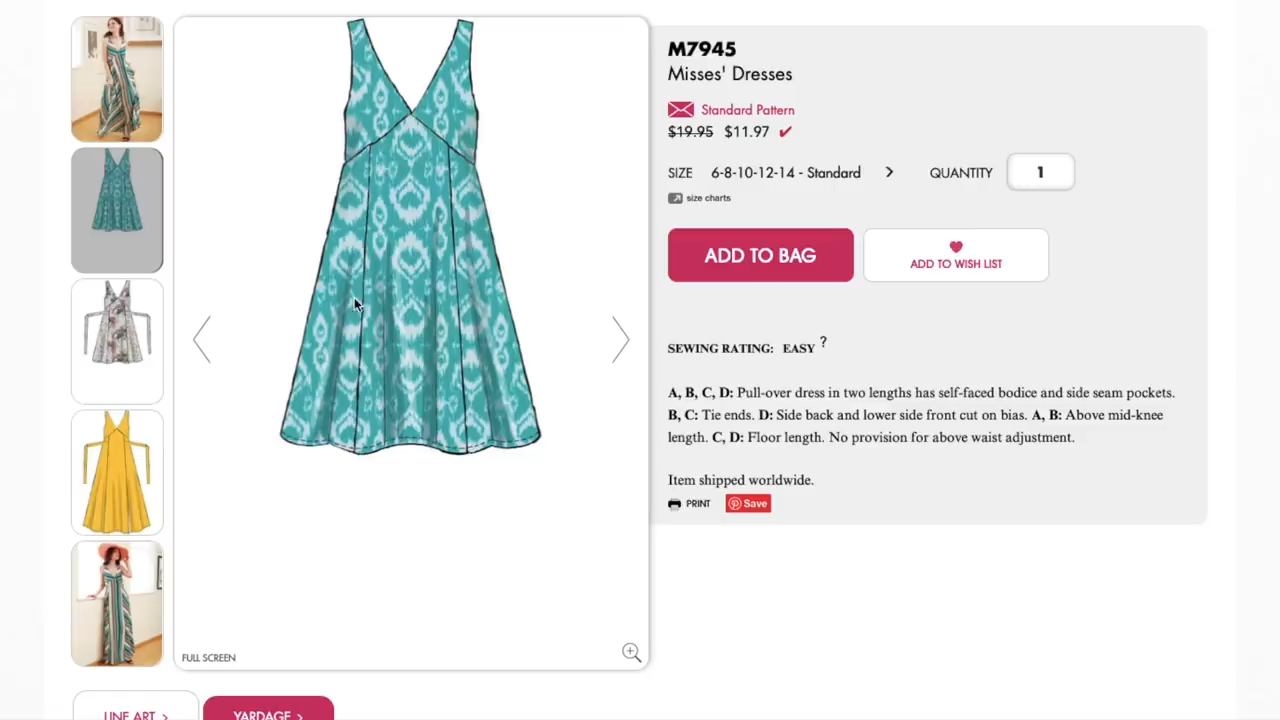 M7945
Misses' Dresses
Standard Pattern
$19.95 $11.97
SIZE 6-8-10-12-14 - Standard QUANTITY 1
size charts
ADD TO BAG
ADD TO WISH LIST
SEWING RATING: EASY ?
A, B, C, D: Pull-over dress in two lengths has self-faced bodice and side seam pockets.
B, C: Tie ends. D: Side back and lower side front cut on bias. A, B: Above mid-knee
length. C, D: Floor length. No provision for above waist adjustment.
Item shipped worldwide.
PRINT Save
FULL SCREEN
LINE ART >
YARDAGE >